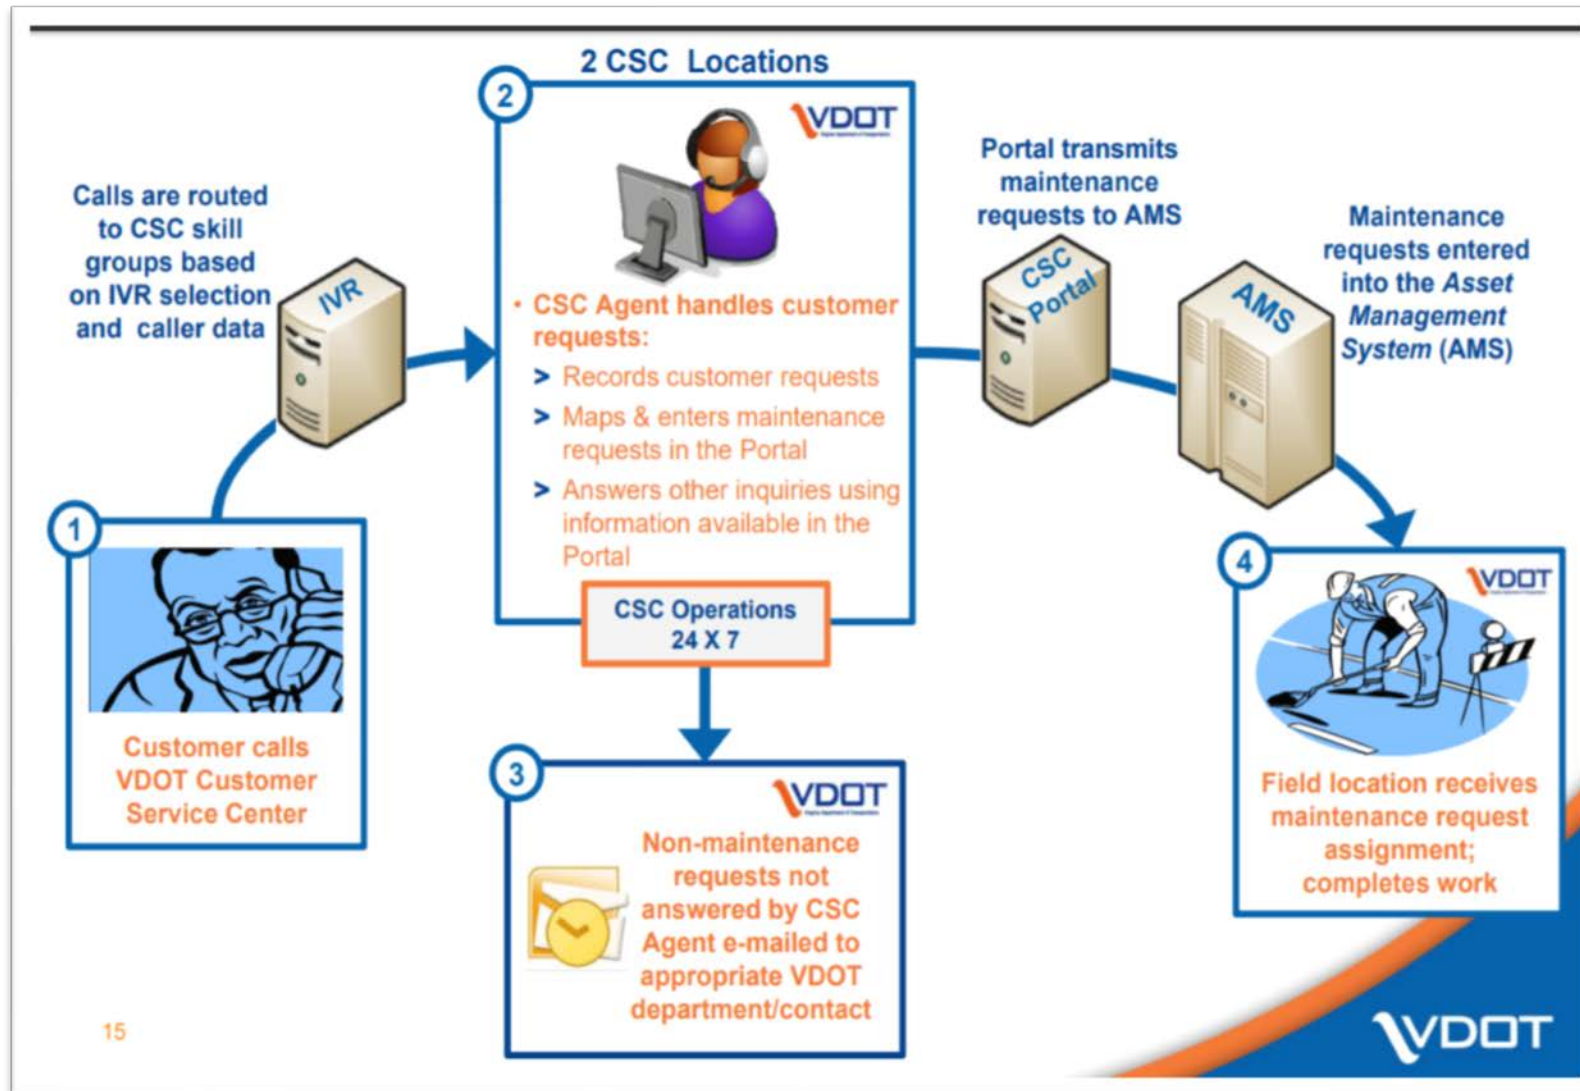 2 CSC  Locations
2
VDOT
Calls are routed
to CSC skill
groups based
on IVR selection
and  caller data
IVR
• CSC Agent handles customer
requests:
> Records customer requests
> Maps & enters maintenance
requests in the Portal
> Answers other inquiries using
information available in the
Portal
CSC Operations
24 X 7
Portal transmits
maintenance
requests to AMS
CSC
Portal
Maintenance
requests entered
into the Asset
Management
System (AMS)
AMS
1
Customer calls
VDOT Customer
Service Center
3
VDOT
Non-maintenance
requests not
answered by CSC
Agent e-mailed to
appropriate VDOT
department/contact
4
VDOT
Field location receives
maintenance request
assignment;
completes work
15
VDOT